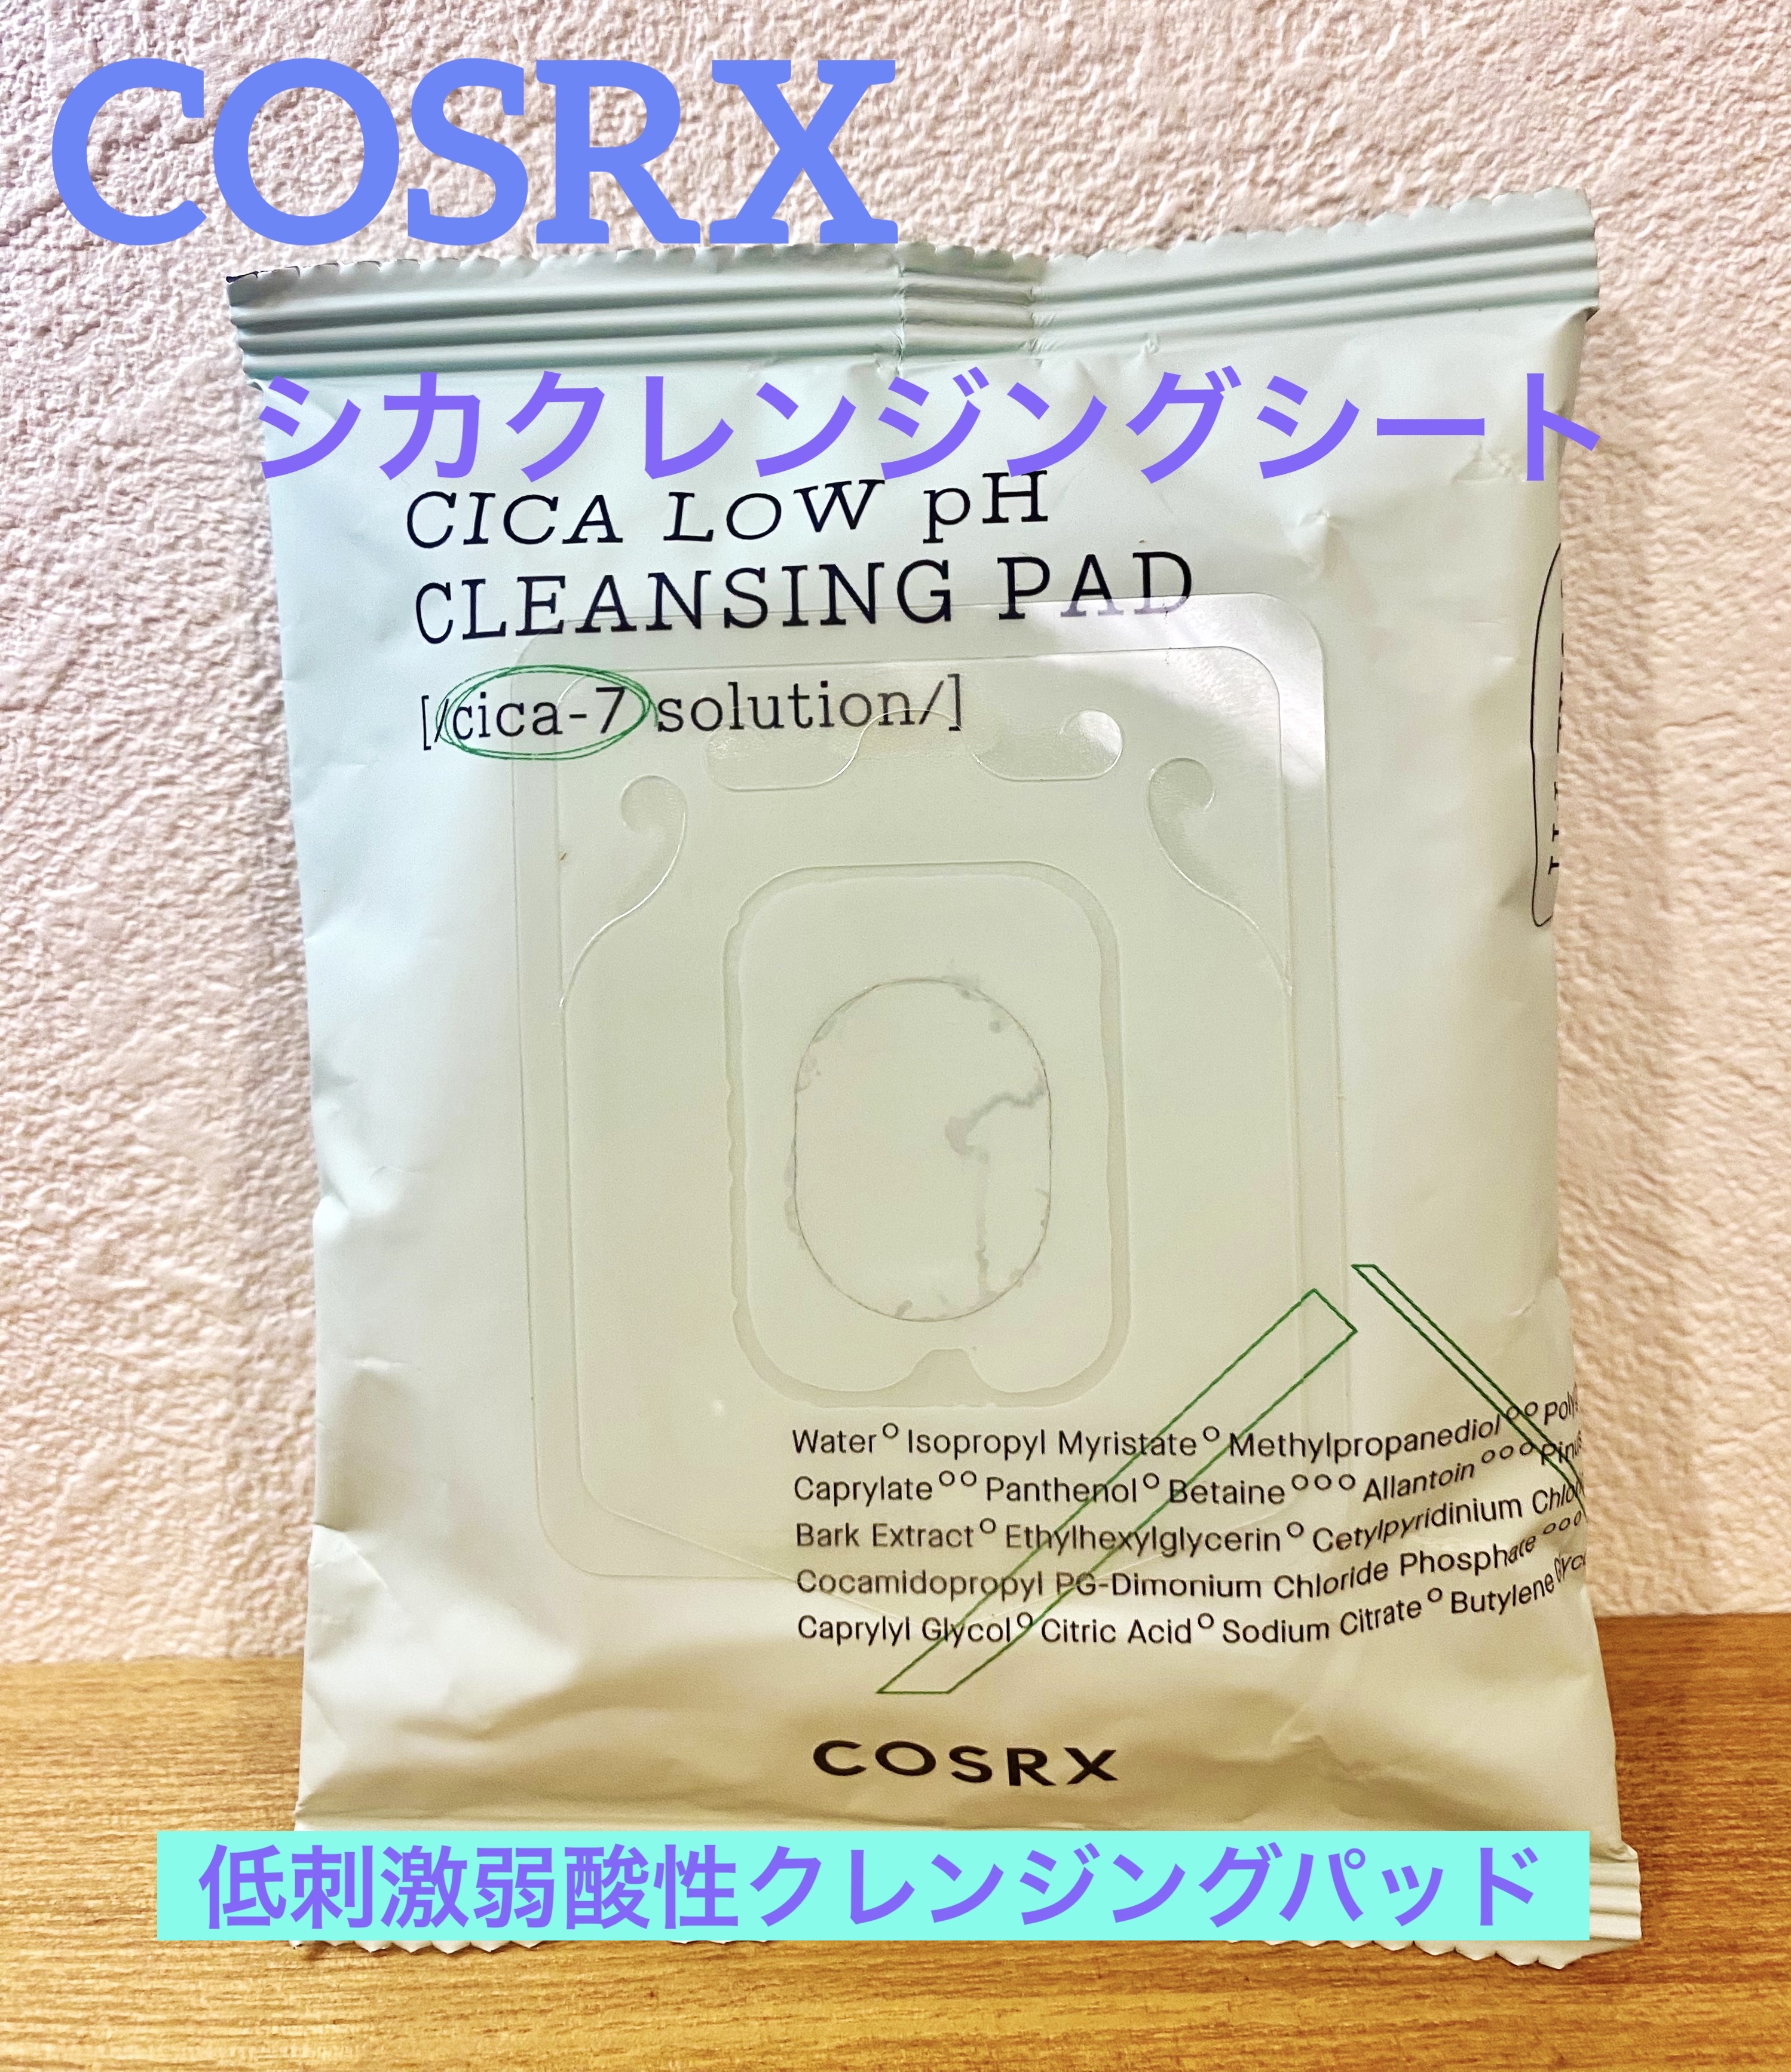 COSRX
シカクレンジングシート
CICA LOW pH
CLEANSING PAD
[/cica-7 solution/]
Water° Isopropyl Myristate° Methylpropanediol°°
Caprylate°° Panthenol° Betaine°°° Allantoin°°°
Bark Extract° Ethylhexylglycerin° Cetylpyridinium
Cocamidopropyl PG-Dimonium Chloride Phosphate°°°
Caprylyl Glycol° Citric Acid° Sodium Citrate° Butylene
COSRX
低刺激弱酸性クレンジングパッド